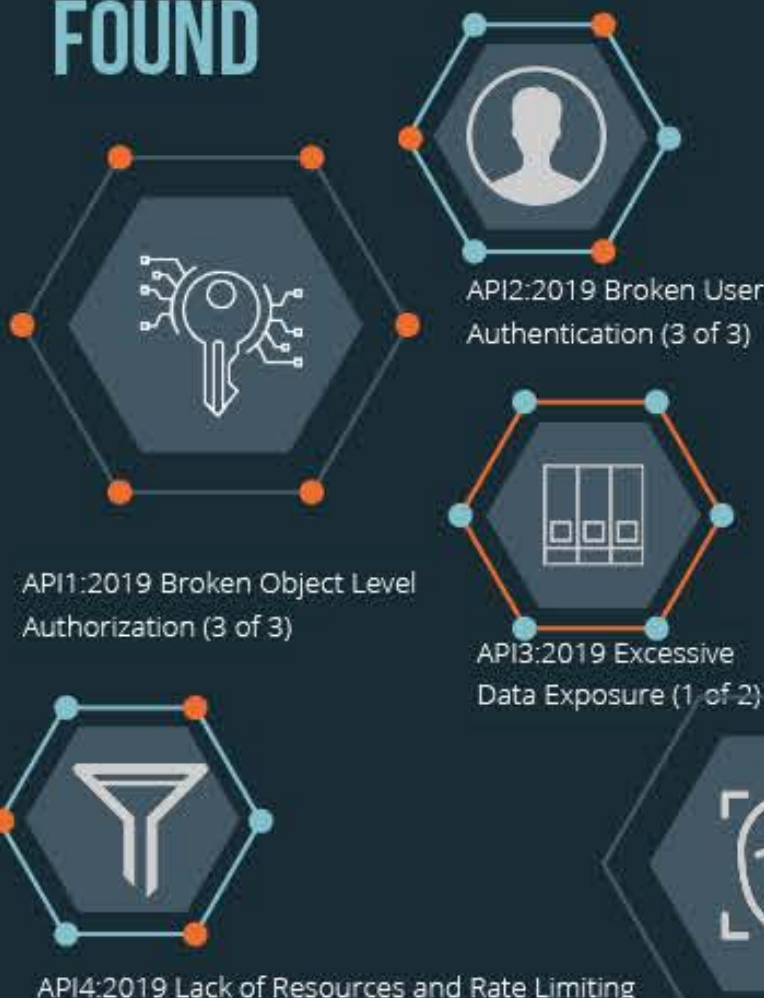 FOUND
API2:2019 Broken User
Authentication (3 of 3)
API1:2019 Broken Object Level
Authorization (3 of 3)
API3:2019 Excessive
Data Exposure (1 of 2)
API4:2019 Lack of Resources and Rate Limiting